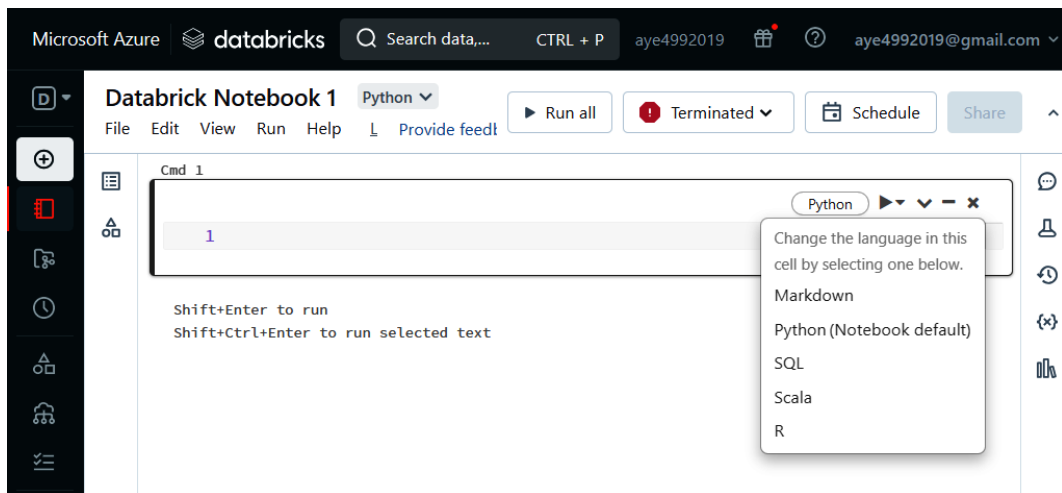 Microsoft Azure databricks Search data,... CTRL + P aye4992019 aye4992019@gmail.com
D
Databrick Notebook 1 Python
File Edit View Run Help L Provide feedb
Run all Terminated Schedule Share
Cmd 1
Python
1
Change the language in this
cell by selecting one below.
Markdown
Python (Notebook default)
SQL
Scala
R
Shift+Enter to run
Shift+Ctrl+Enter to run selected text